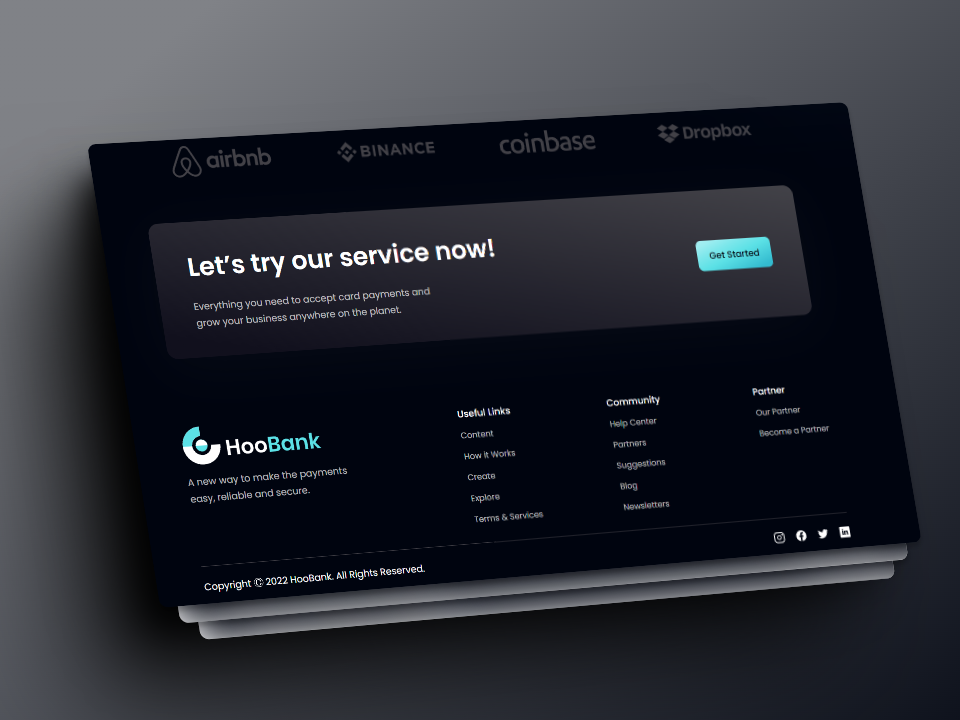 airbnb
BINANCE
coinbase
Dropbox
Let's try our service now!
Everything you need to accept card payments and
grow your business anywhere on the planet.
Get Started
HooBank
A new way to make the payments
easy, reliable and secure.
Useful Links
Content
How it Works
Create
Explore
Terms & Services
Community
Help Center
Partners
Suggestions
Blog
Newsletters
Partner
Our Partner
Become a Partner
Copyright © 2022 HooBank. All Rights Reserved.
in